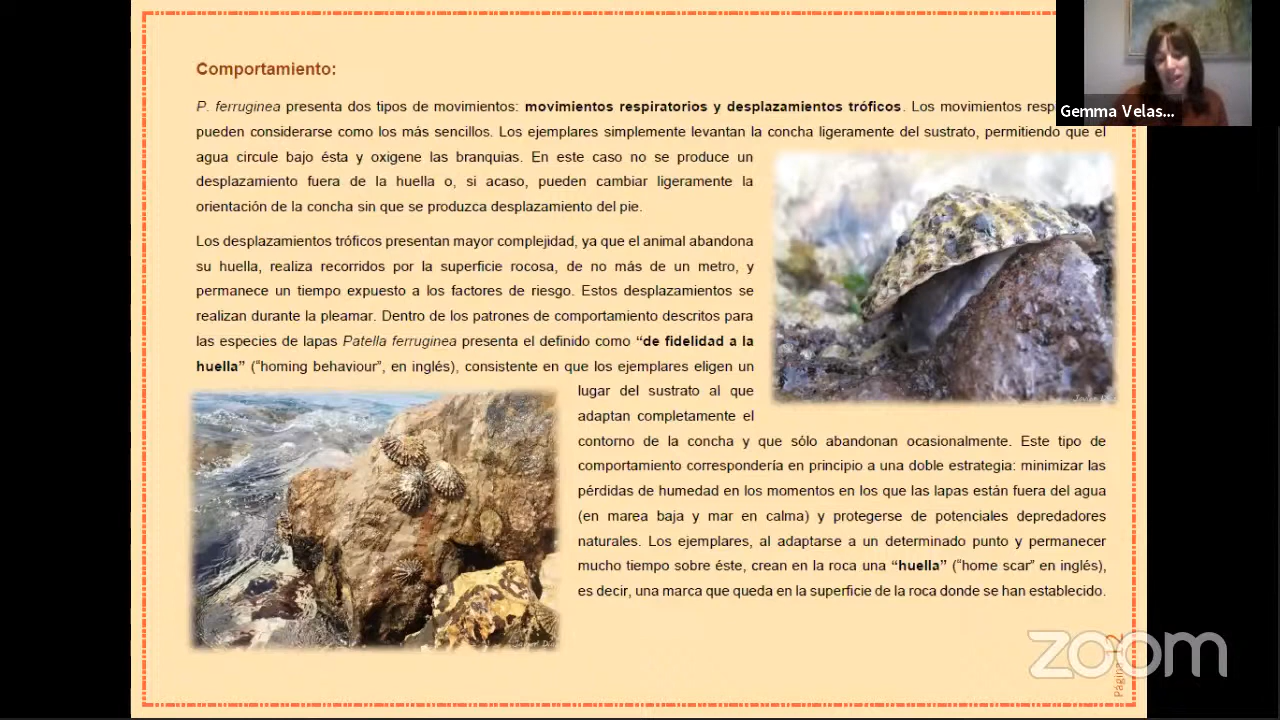 Comportamiento:
P. ferruginea presenta dos tipos de movimientos: movimientos respiratorios y desplazamientos tróficos. Los movimientos
pueden considerarse como los más sencillos. Los ejemplares simplemente levantan la concha ligeramente del sustrato, permitiendo que el
agua circule bajo ésta y oxigene las branquias. En este caso no se produce un
desplazamiento fuera de la huella o, si acaso, pueden cambiar ligeramente la
orientación de la concha sin que se produzca desplazamiento del pie.
Los desplazamientos tróficos presentan mayor complejidad, ya que el animal abandona
su huella, realiza recorridos por la superficie rocosa, de no más de un metro, y
permanece un tiempo expuesto a los factores de riesgo. Estos desplazamientos se
realizan durante la pleamar. Dentro de los patrones de comportamiento descritos para
las especies de lapas Patella ferruginea presenta el definido como “de fidelidad a la
huella” (“homing behaviour”, en inglés), consistente en que los ejemplares eligen un
lugar del sustrato al que
adaptan completamente el
contorno de la concha y que sólo abandonan ocasionalmente. Este tipo de
comportamiento correspondería en principio a una doble estrategia: minimizar las
pérdidas de humedad en los momentos en los que las lapas están fuera del agua
(en marea baja y mar en calma) y protegerse de potenciales depredadores
naturales. Los ejemplares, al adaptarse a un determinado punto y permanecer
mucho tiempo sobre éste, crean en la roca una “huella” (“home scar” en inglés),
es decir, una marca que queda en la superficie de la roca donde se han establecido.
Página 12
Gemma Velas...
zoom